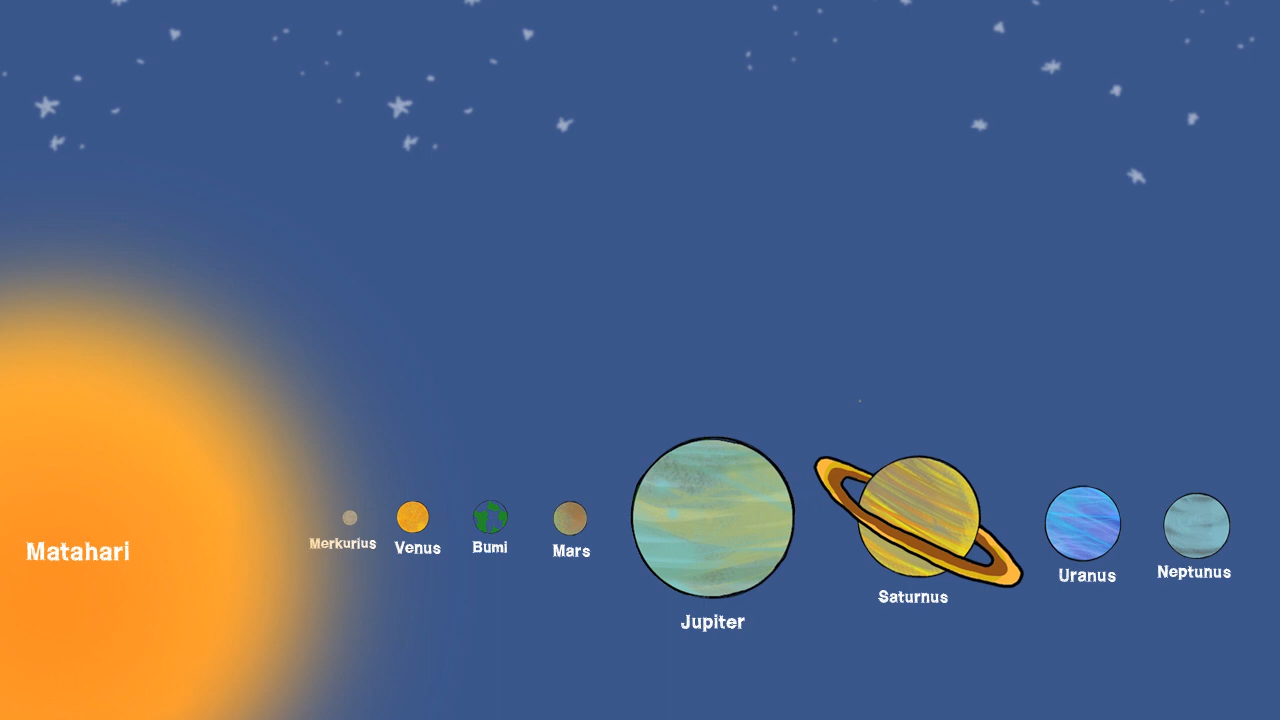 Matahari
Merkurius
Venus
Bumi
Mars
Jupiter
Saturnus
Uranus
Neptunus